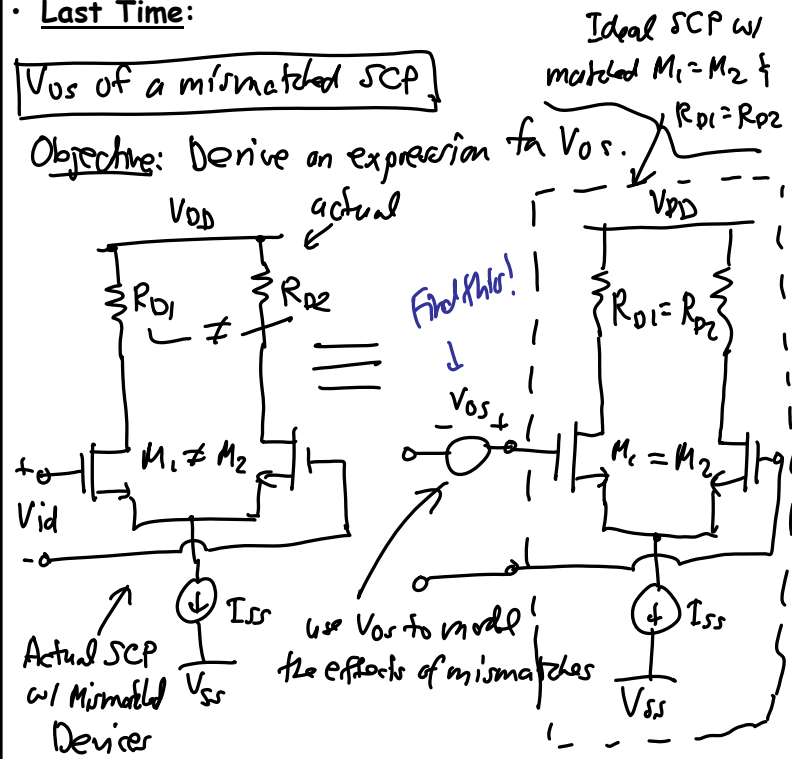 · Last Time:
Vos of a mismatched SCP
Ideal SCP w/
matched M1 = M2 &
RD1 = RD2
Objective: Derive an expression for Vos.
actual
VDD
RD1 ≠ RD2
M1 ≠ M2
+
Vid
-
ISS
VSS
Actual SCP
w/ Mismatched
Devices
≡
Find this!
- Vos +
use Vos to model
the effects of mismatches
VDD
RD1 = RD2
M1 = M2
ISS
VSS